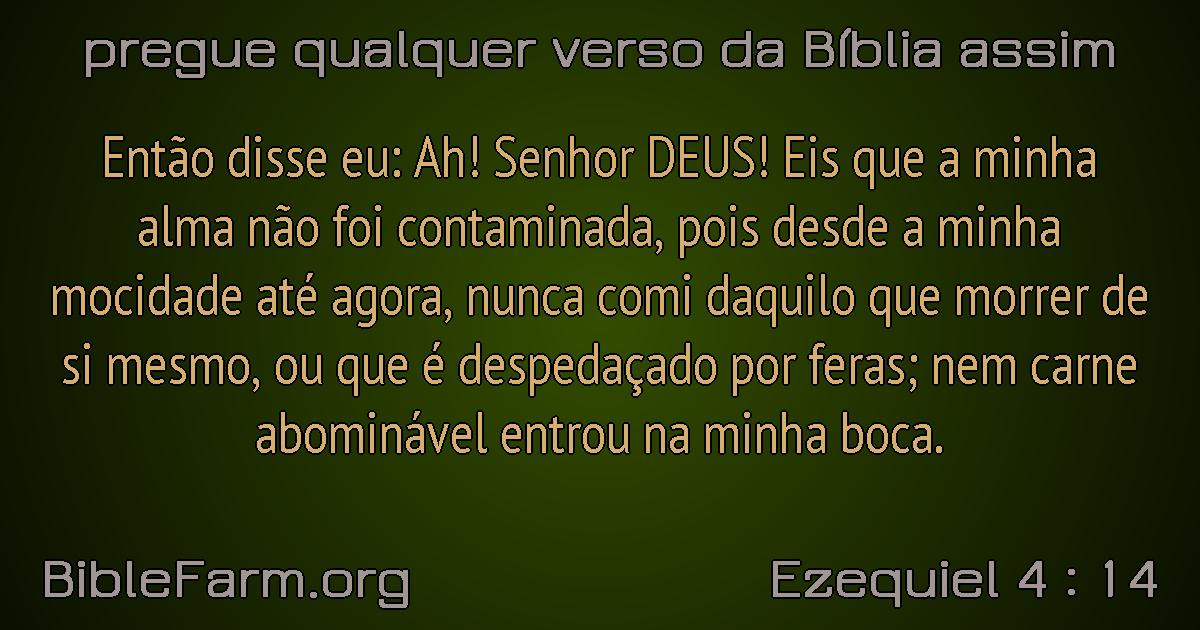 pregue qualquer verso da Bíblia assim
Então disse eu: Ah! Senhor DEUS! Eis que a minha
alma não foi contaminada, pois desde a minha
mocidade até agora, nunca comi daquilo que morrer de
si mesmo, ou que é despedaçado por feras; nem carne
abominável entrou na minha boca.
BibleFarm.org
Ezequiel 4 : 14